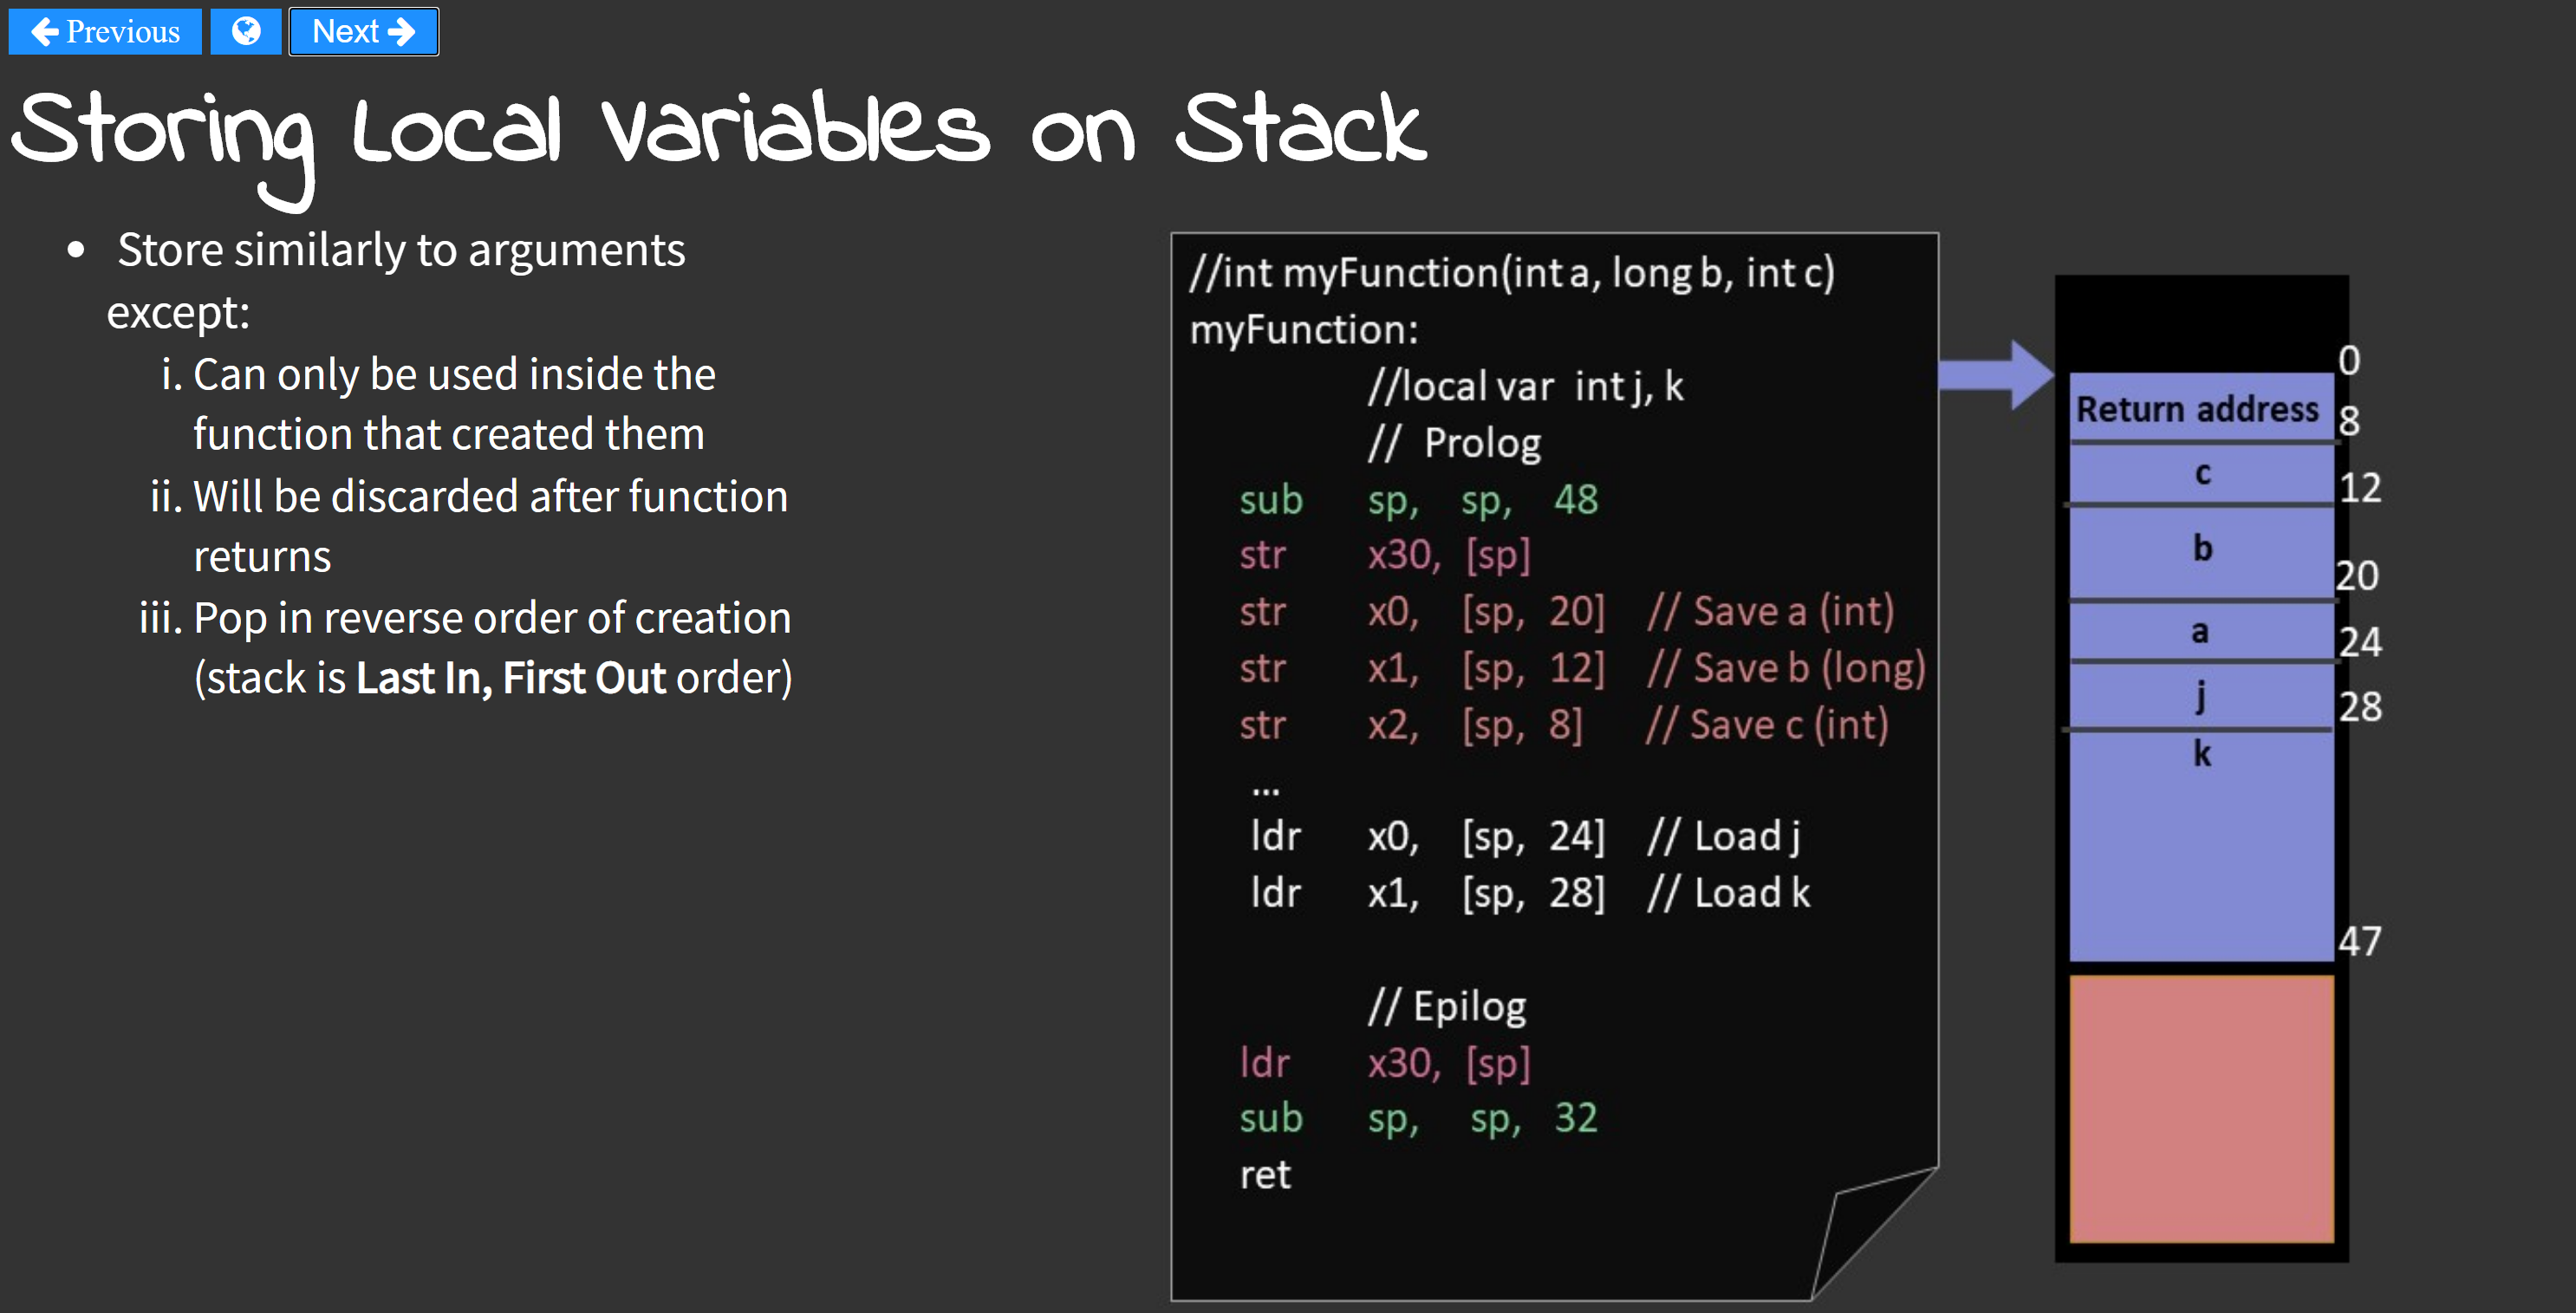 Previous
Next
Storing Local Variables on Stack
• Store similarly to arguments
except:
i. Can only be used inside the
function that created them
ii. Will be discarded after function
returns
iii. Pop in reverse order of creation
(stack is Last In, First Out order)
//int myFunction(int a, long b, int c)
myFunction:
//local var int j, k
// Prolog
sub sp, sp, 48
str x30, [sp]
str x0, [sp, 20] // Save a (int)
str x1, [sp, 12] // Save b (long)
str x2, [sp, 8] // Save c (int)
...
ldr x0, [sp, 24] // Load j
ldr x1, [sp, 28] // Load k
// Epilog
ldr x30, [sp]
sub sp, sp, 32
ret
0
Return address
8
c
12
b
20
a
24
j
28
k
47